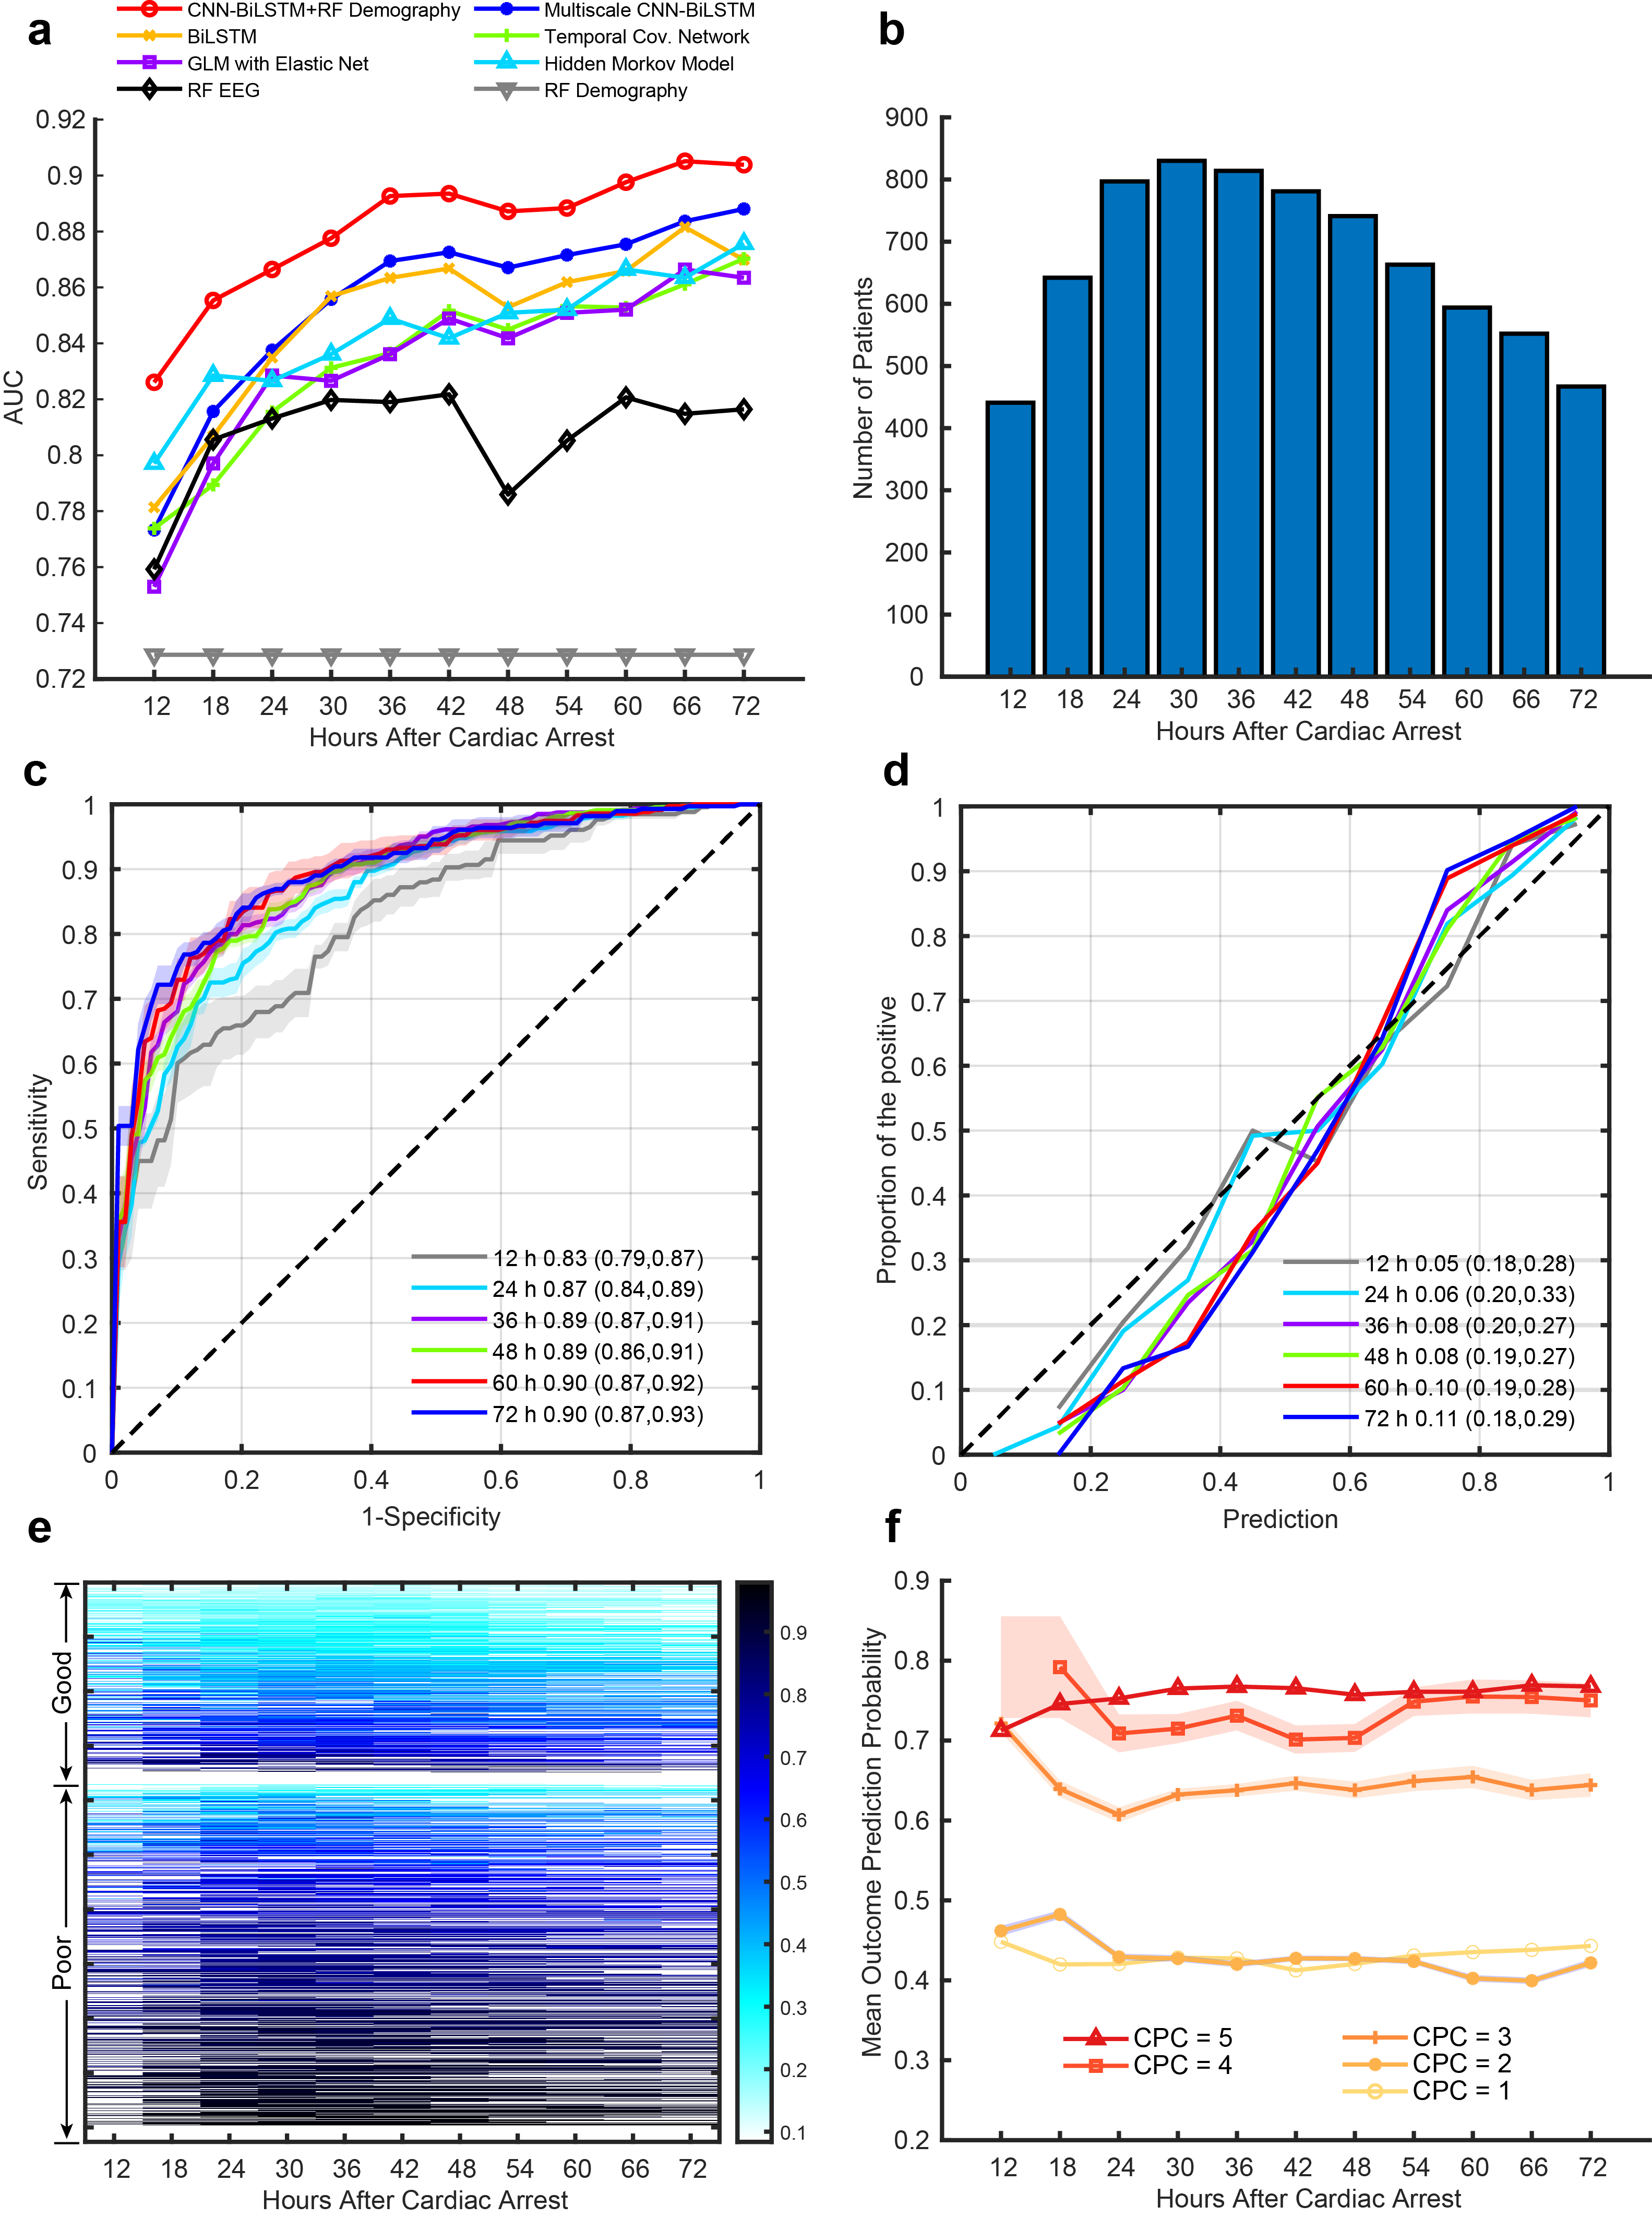 a
CNN-BiLSTM+RF Demography
Multiscale CNN-BiLSTM
BiLSTM
Temporal Cov. Network
GLM with Elastic Net
Hidden Morkov Model
RF EEG
RF Demography
0.92
0.9
0.88
0.86
0.84
0.82
0.8
0.78
0.76
0.74
0.72
AUC
12 18 24 30 36 42 48 54 60 66 72
Hours After Cardiac Arrest
b
900
800
700
600
500
400
300
200
100
0
Number of Patients
12 18 24 30 36 42 48 54 60 66 72
Hours After Cardiac Arrest
c
1
0.9
0.8
0.7
0.6
0.5
0.4
0.3
0.2
0.1
0
Sensitivity
12 h 0.83 (0.79,0.87)
24 h 0.87 (0.84,0.89)
36 h 0.89 (0.87,0.91)
48 h 0.89 (0.86,0.91)
60 h 0.90 (0.87,0.92)
72 h 0.90 (0.87,0.93)
0 0.2 0.4 0.6 0.8 1
1-Specificity
d
1
0.9
0.8
0.7
0.6
0.5
0.4
0.3
0.2
0.1
0
Proportion of the positive
12 h 0.05 (0.18,0.28)
24 h 0.06 (0.20,0.33)
36 h 0.08 (0.20,0.27)
48 h 0.08 (0.19,0.27)
60 h 0.10 (0.19,0.28)
72 h 0.11 (0.18,0.29)
0 0.2 0.4 0.6 0.8 1
Prediction
e
Good
Poor
0.9
0.8
0.7
0.6
0.5
0.4
0.3
0.2
0.1
12 18 24 30 36 42 48 54 60 66 72
Hours After Cardiac Arrest
f
0.9
0.8
0.7
0.6
0.5
0.4
0.3
0.2
Mean Outcome Prediction Probability
CPC = 5
CPC = 4
CPC = 3
CPC = 2
CPC = 1
12 18 24 30 36 42 48 54 60 66 72
Hours After Cardiac Arrest